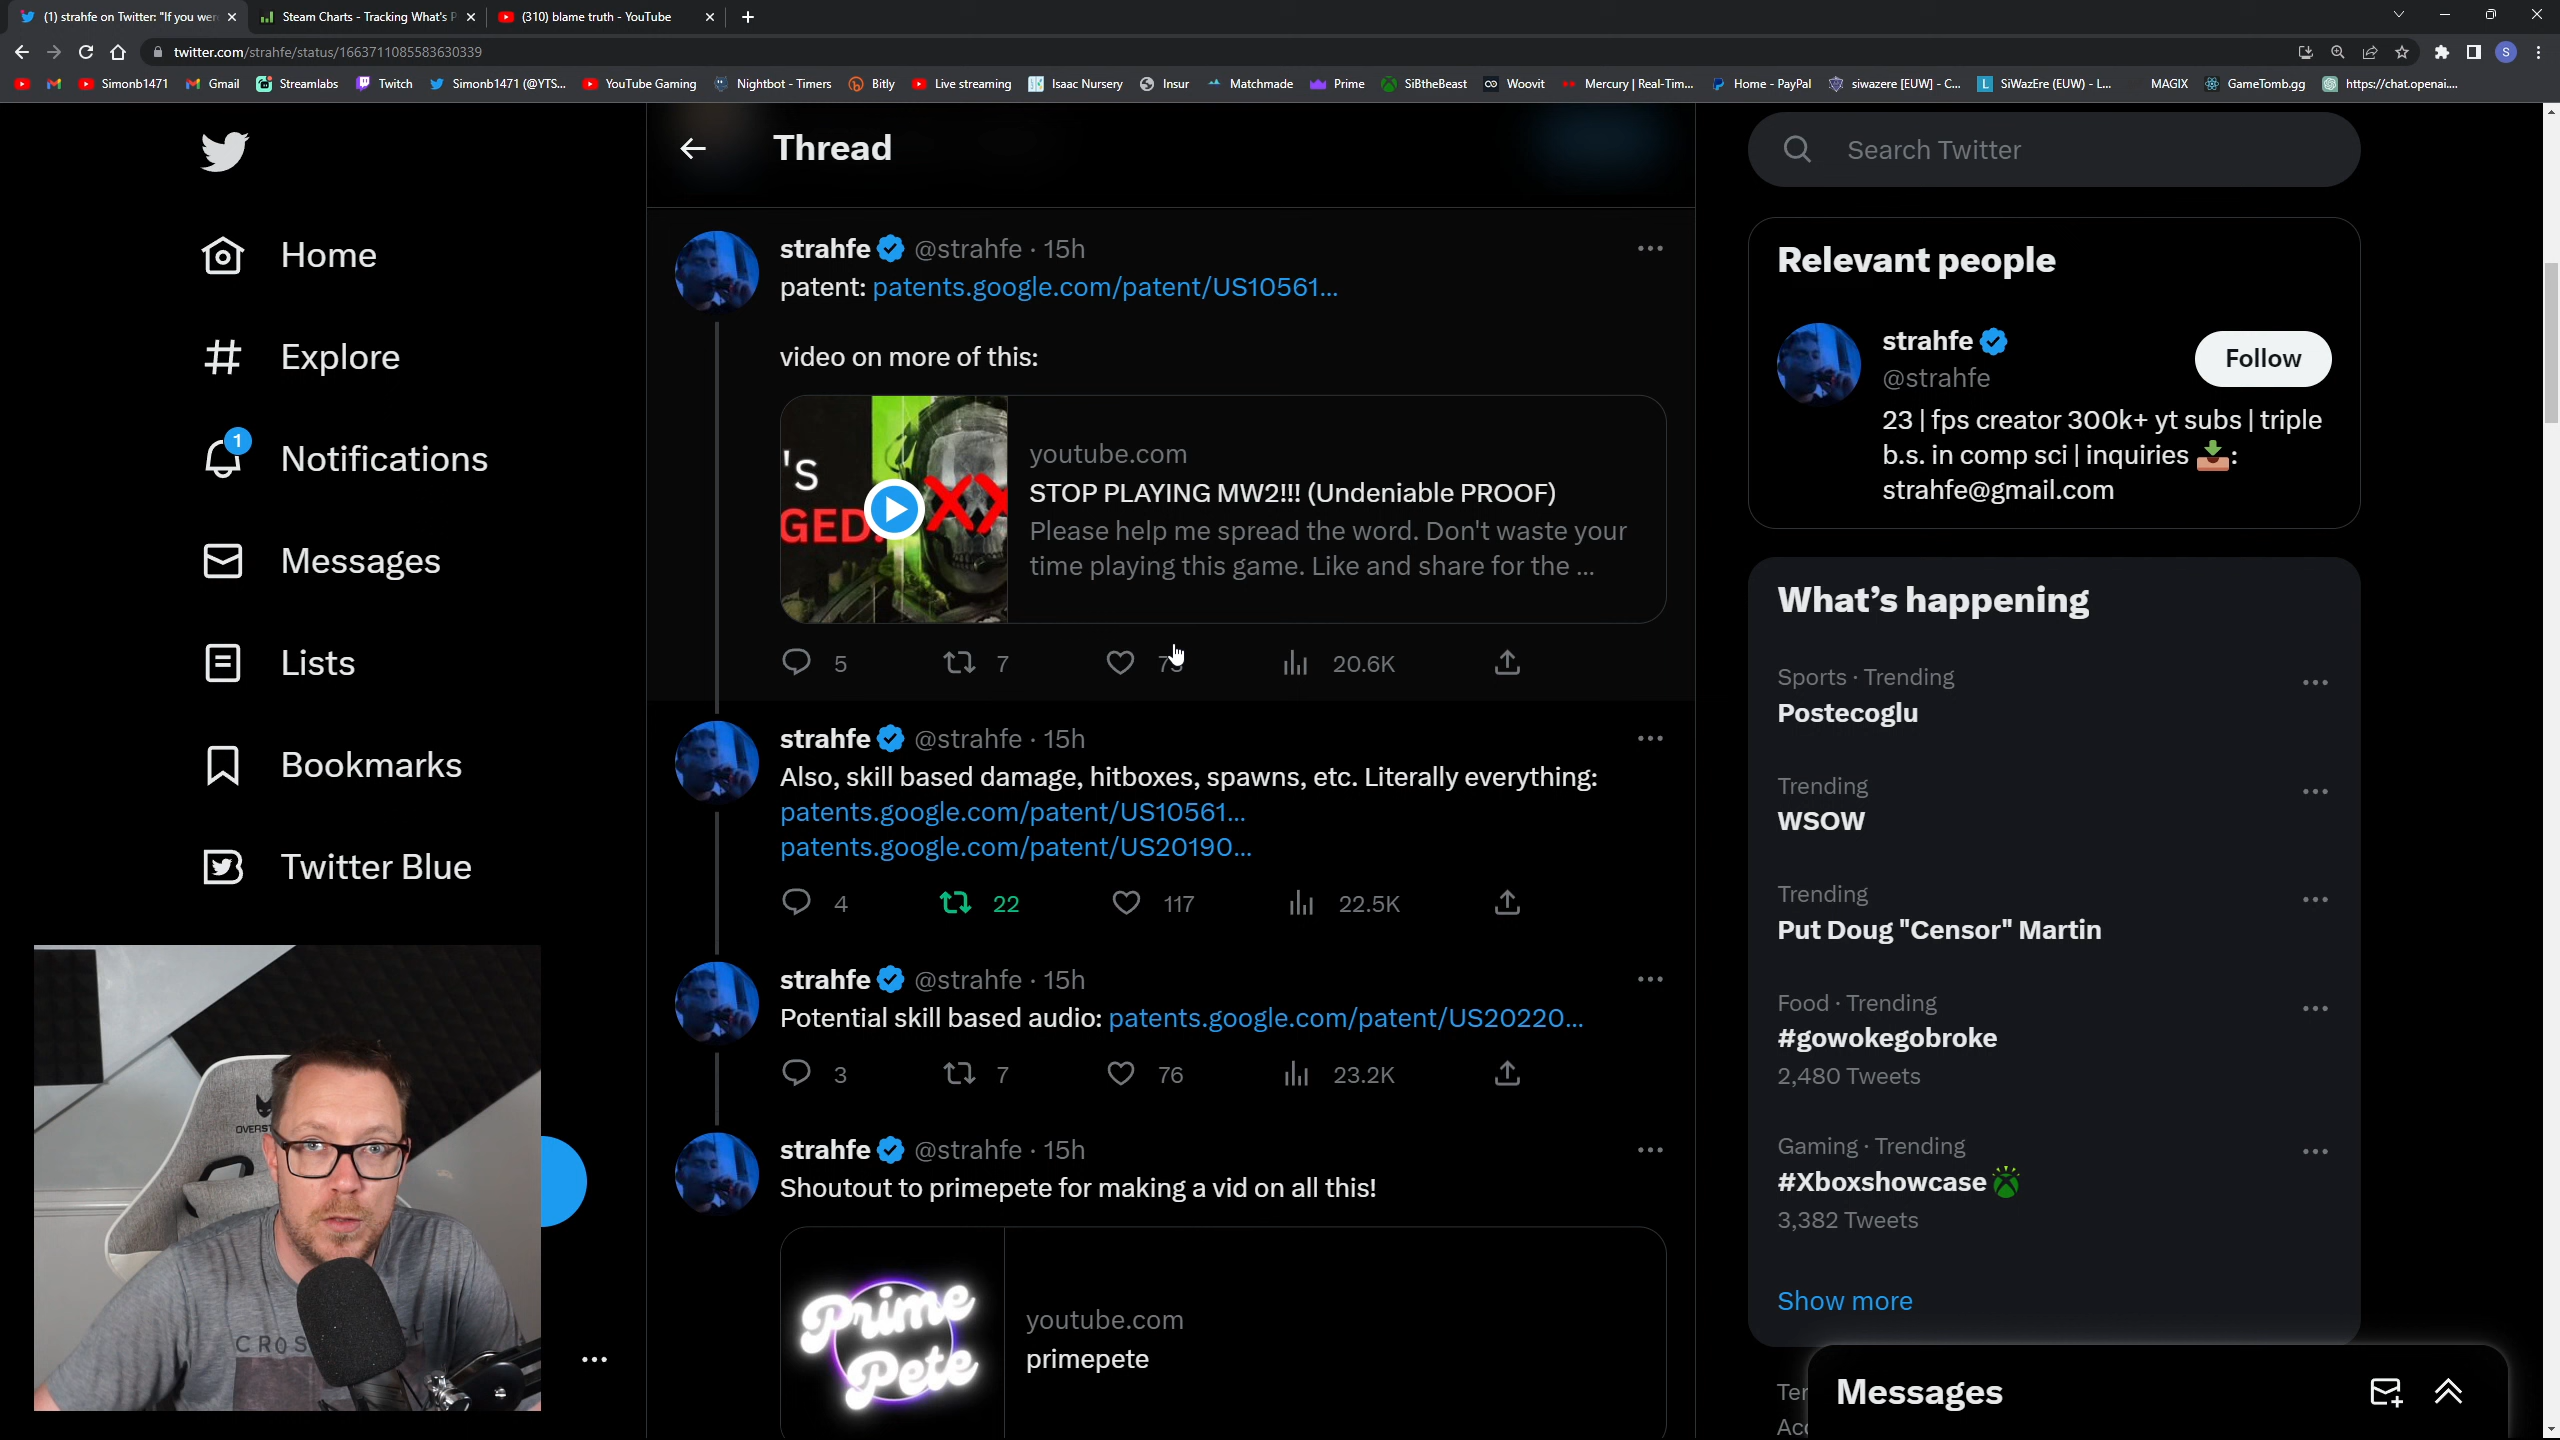 (1) strahfe on Twitter: "If you wer
Steam Charts - Tracking What's P
(310) blame truth - YouTube
twitter.com/strahfe/status/1663711085583630339
Simonb1471
Gmail
Streamlabs
Twitch
Simonb1471 (@YTS...
YouTube Gaming
Nightbot - Timers
Bitly
Live streaming
Isaac Nursery
Insur
Matchmade
Prime
SiBtheBeast
Woovit
Mercury | Real-Tim...
Home - PayPal
siwazere [EUW] - C...
SiWazEre (EUW) - L...
MAGIX
GameTomb.gg
https://chat.openai....
Home
Explore
1
Notifications
Messages
Lists
Bookmarks
Twitter Blue
Thread
strahfe @strahfe · 15h
patent: patents.google.com/patent/US10561...
video on more of this:
'S
GED
XX
youtube.com
STOP PLAYING MW2!!! (Undeniable PROOF)
Please help me spread the word. Don't waste your
time playing this game. Like and share for the ...
5 7 20.6K
strahfe @strahfe · 15h
Also, skill based damage, hitboxes, spawns, etc. Literally everything:
patents.google.com/patent/US10561...
patents.google.com/patent/US20190...
4 22 117 22.5K
strahfe @strahfe · 15h
Potential skill based audio: patents.google.com/patent/US20220...
3 7 76 23.2K
strahfe @strahfe · 15h
Shoutout to primepete for making a vid on all this!
Prime
Pete
youtube.com
primepete
Search Twitter
Relevant people
strahfe
@strahfe
Follow
23 | fps creator 300k+ yt subs | triple
b.s. in comp sci | inquiries 📥:
strahfe@gmail.com
What's happening
Sports · Trending
Postecoglu
Trending
WSOW
Trending
Put Doug "Censor" Martin
Food · Trending
#gowokegobroke
2,480 Tweets
Gaming · Trending
#Xboxshowcase
3,382 Tweets
Show more
Messages